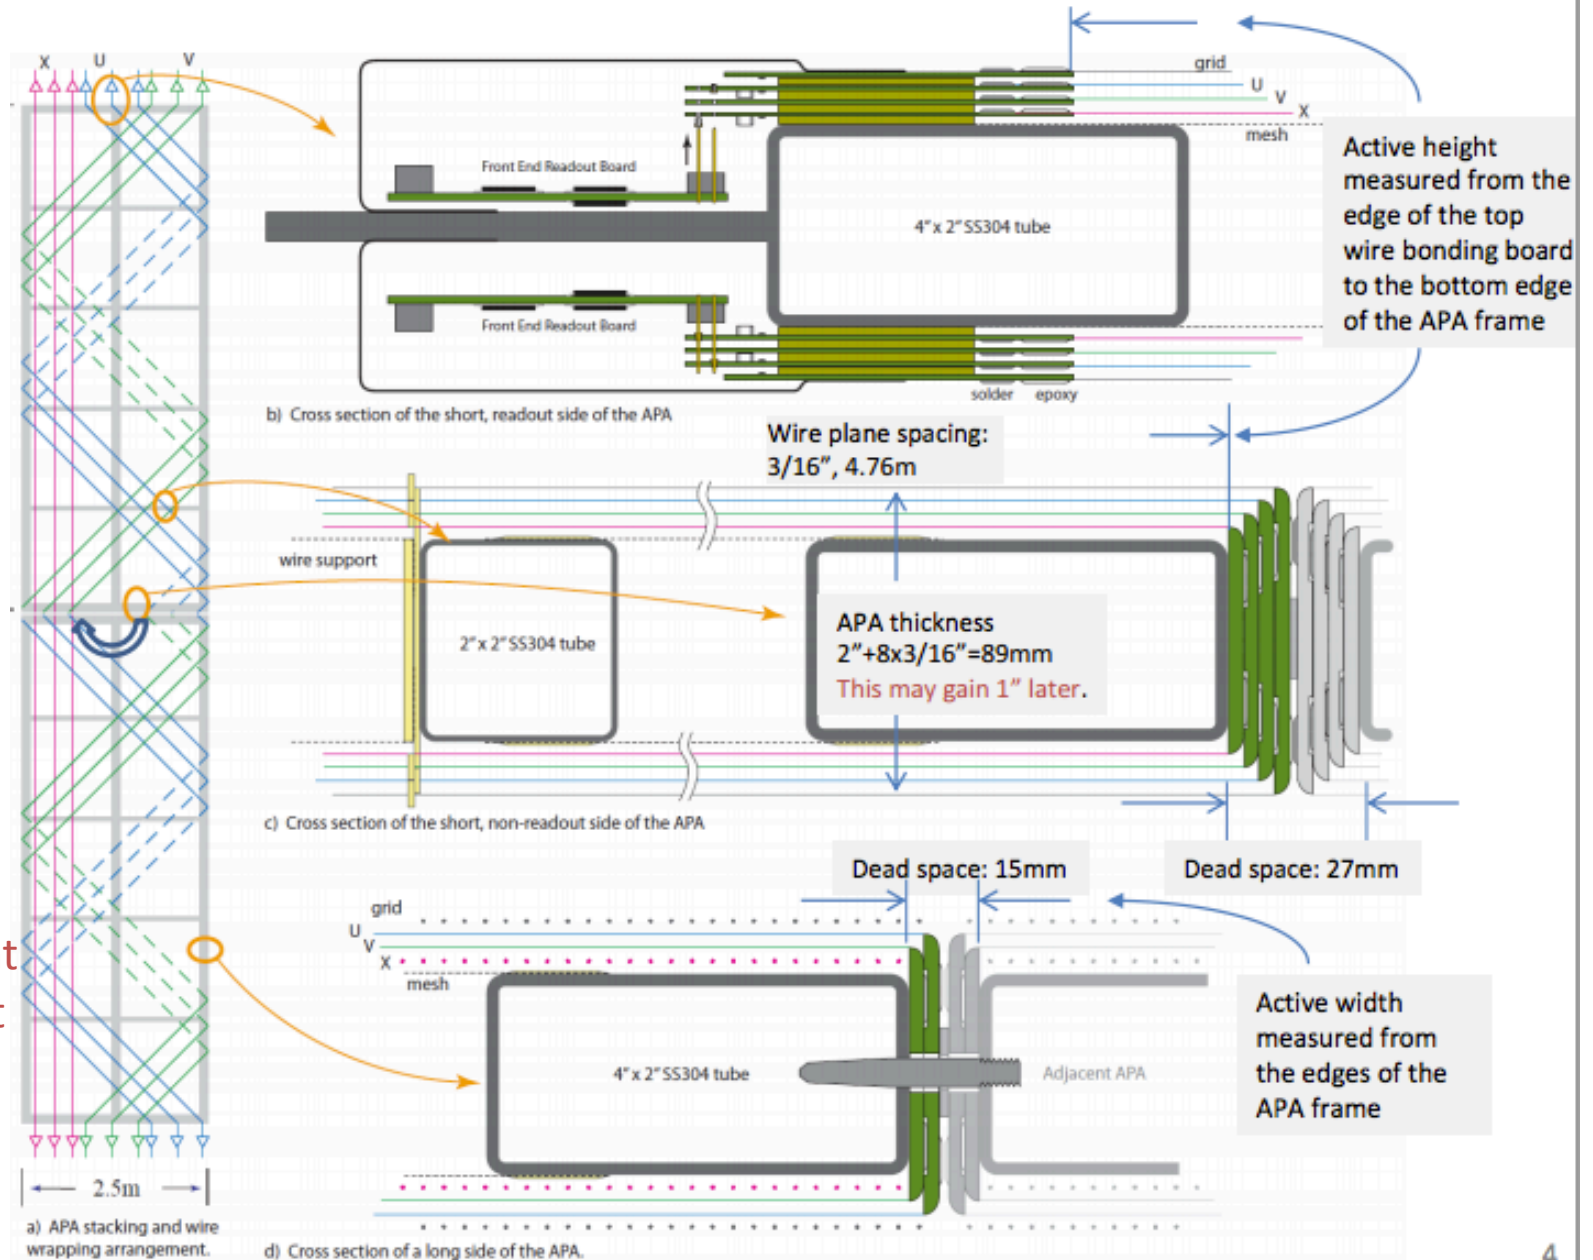 X U V
grid
U
V
X
mesh
Front End Readout Board
4" x 2" SS304 tube
Front End Readout Board
solder epoxy
b) Cross section of the short, readout side of the APA
Active height
measured from the
edge of the top
wire bonding board
to the bottom edge
of the APA frame
Wire plane spacing:
3/16", 4.76m
wire support
2" x 2" SS304 tube
APA thickness
2"+8x3/16"=89mm
This may gain 1" later.
c) Cross section of the short, non-readout side of the APA
Dead space: 15mm
Dead space: 27mm
grid
U
V
X
mesh
4" x 2" SS304 tube
Adjacent APA
Active width
measured from
the edges of the
APA frame
t
t
2.5m
a) APA stacking and wire
wrapping arrangement.
d) Cross section of a long side of the APA.
4